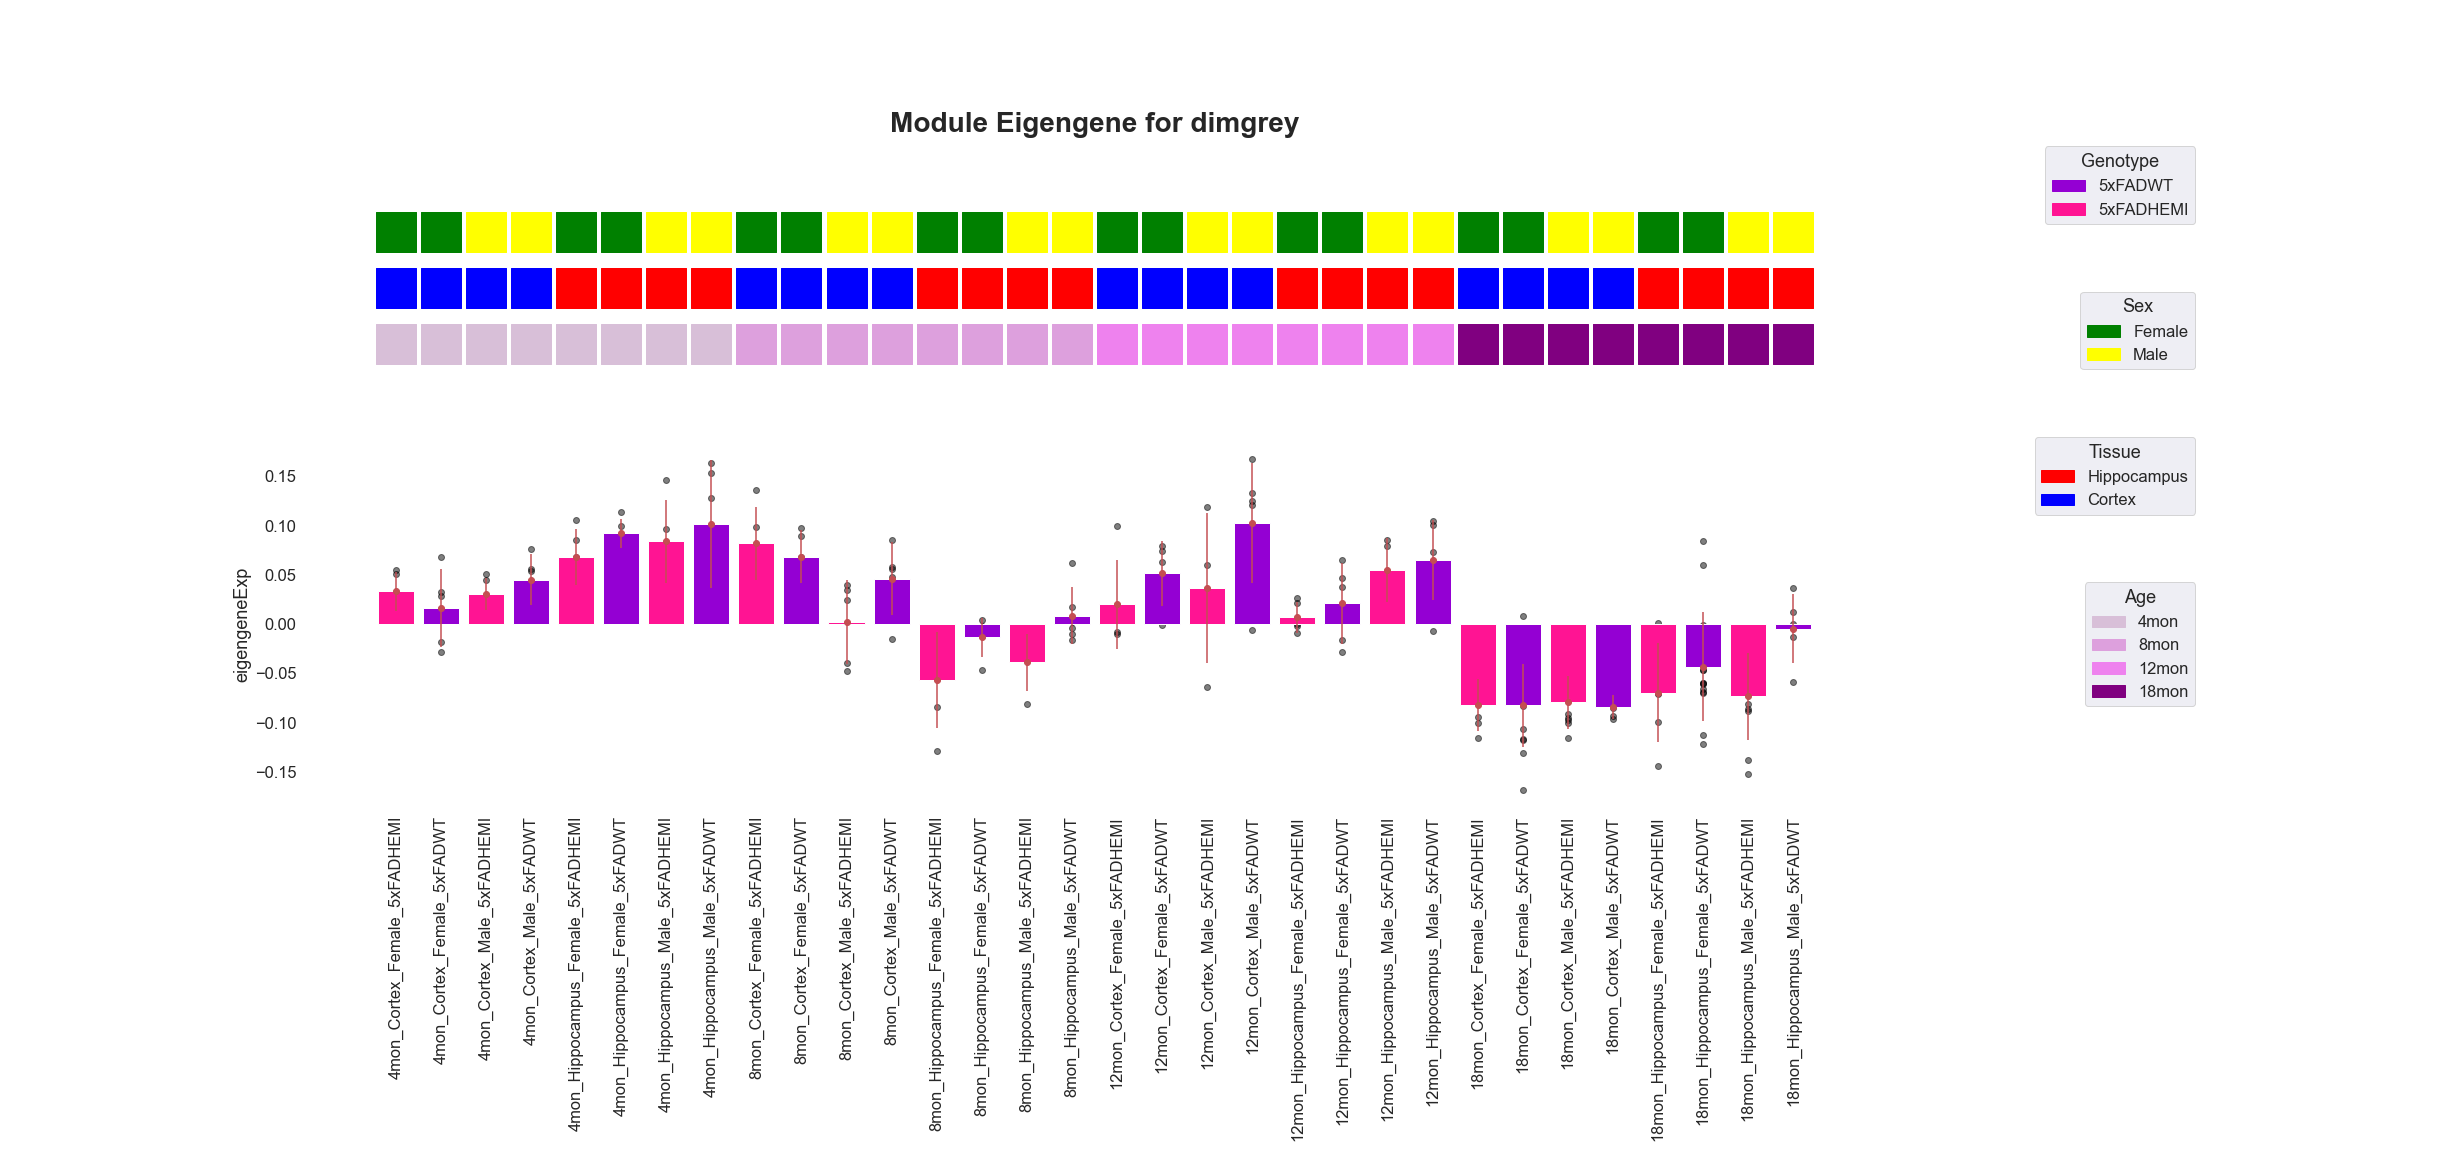 Module Eigengene for dimgrey
Genotype
5xFADWT
5xFADHEMI
Sex
Female
Male
Tissue
Hippocampus
Cortex
Age
4mon
8mon
12mon
18mon
eigengeneExp
0.15
0.10
0.05
0.00
−0.05
−0.10
−0.15
4mon_Cortex_Female_5xFADHEMI
4mon_Cortex_Female_5xFADWT
4mon_Cortex_Male_5xFADHEMI
4mon_Cortex_Male_5xFADWT
4mon_Hippocampus_Female_5xFADHEMI
4mon_Hippocampus_Female_5xFADWT
4mon_Hippocampus_Male_5xFADHEMI
4mon_Hippocampus_Male_5xFADWT
8mon_Cortex_Female_5xFADHEMI
8mon_Cortex_Female_5xFADWT
8mon_Cortex_Male_5xFADHEMI
8mon_Cortex_Male_5xFADWT
8mon_Hippocampus_Female_5xFADHEMI
8mon_Hippocampus_Female_5xFADWT
8mon_Hippocampus_Male_5xFADHEMI
8mon_Hippocampus_Male_5xFADWT
12mon_Cortex_Female_5xFADHEMI
12mon_Cortex_Female_5xFADWT
12mon_Cortex_Male_5xFADHEMI
12mon_Cortex_Male_5xFADWT
12mon_Hippocampus_Female_5xFADHEMI
12mon_Hippocampus_Female_5xFADWT
12mon_Hippocampus_Male_5xFADHEMI
12mon_Hippocampus_Male_5xFADWT
18mon_Cortex_Female_5xFADHEMI
18mon_Cortex_Female_5xFADWT
18mon_Cortex_Male_5xFADHEMI
18mon_Cortex_Male_5xFADWT
18mon_Hippocampus_Female_5xFADHEMI
18mon_Hippocampus_Female_5xFADWT
18mon_Hippocampus_Male_5xFADHEMI
18mon_Hippocampus_Male_5xFADWT